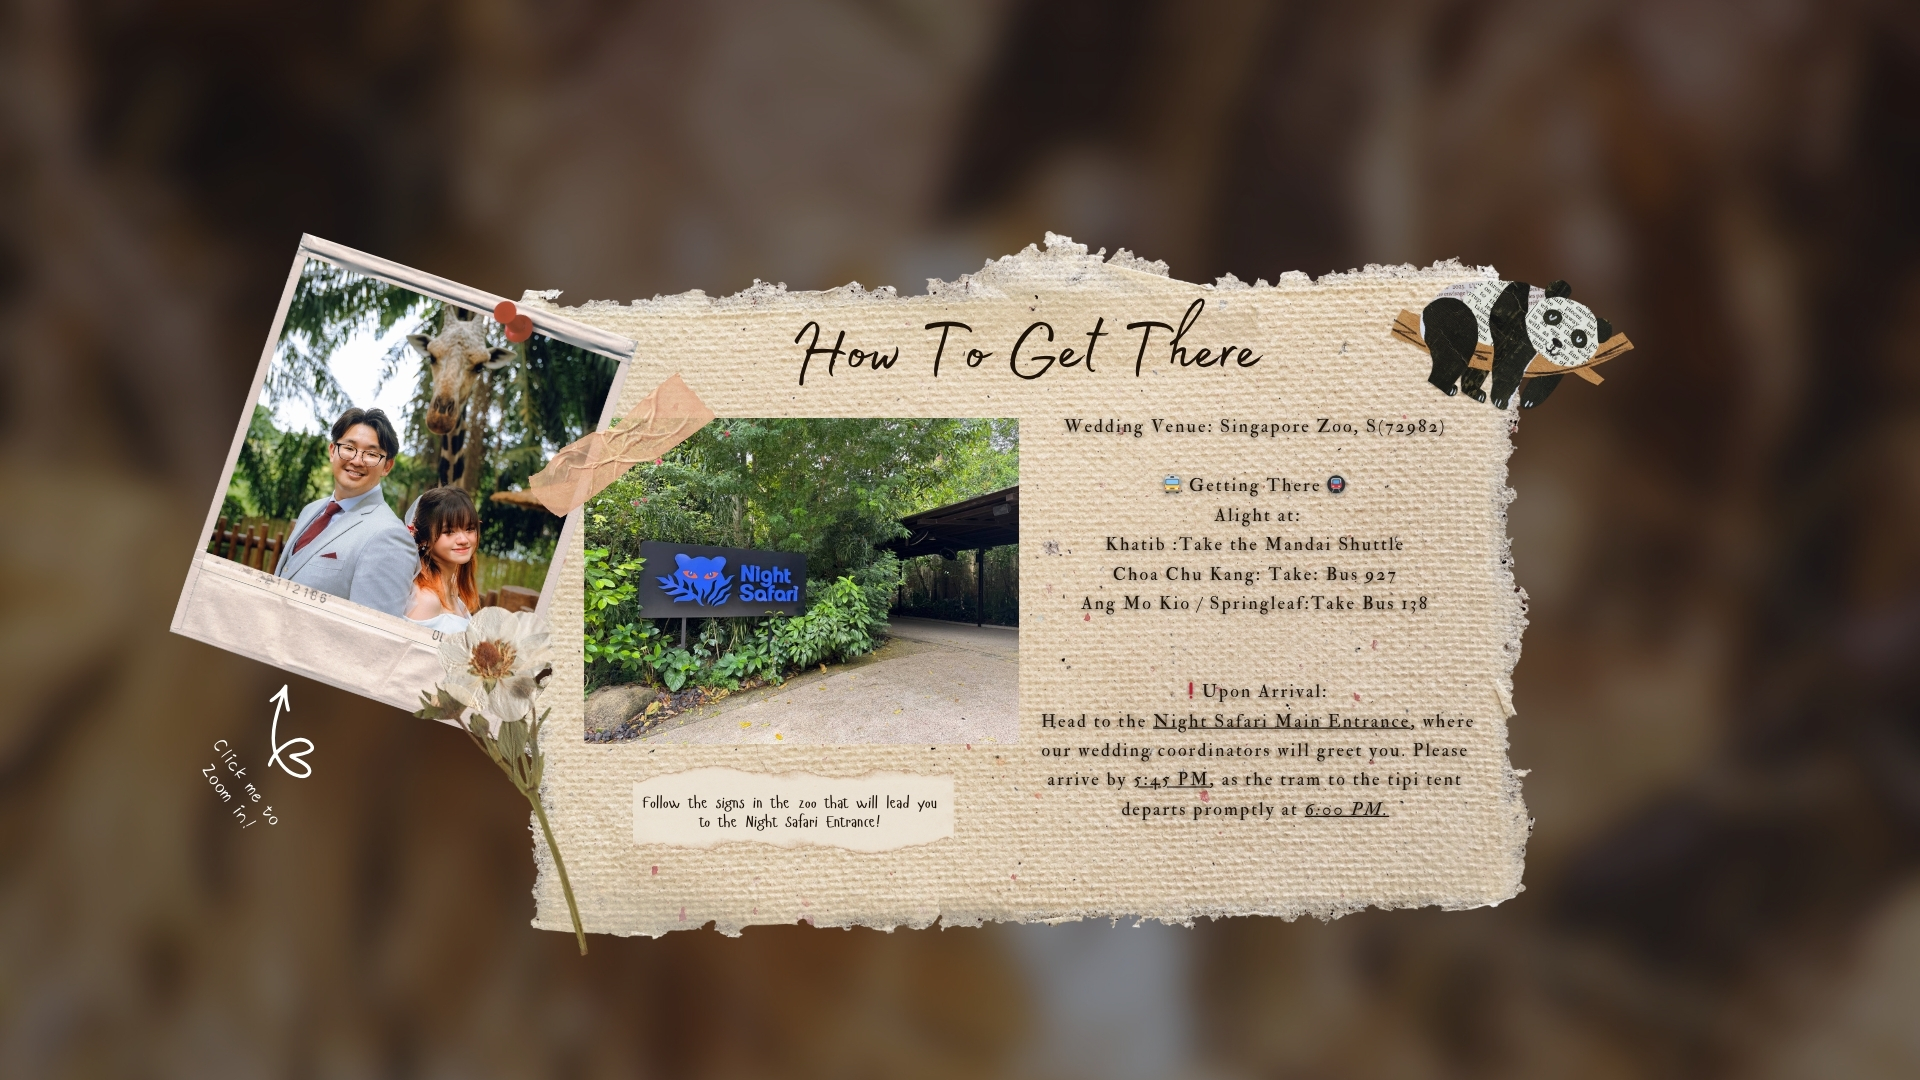 How To Get There
Wedding Venue: Singapore Zoo, S(72982)
🚋 Getting There 🚇
Alight at:
Khatib :Take the Mandai Shuttle
Choa Chu Kang: Take: Bus 927
Ang Mo Kio / Springleaf:Take Bus 138
❗Upon Arrival:
Head to the Night Safari Main Entrance, where
our wedding coordinators will greet you. Please
arrive by 5:45 PM, as the tram to the tipi tent
departs promptly at 6:00 PM.
Night
Safari
Follow the signs in the zoo that will lead you
to the Night Safari Entrance!
Click me to
Zoom in!